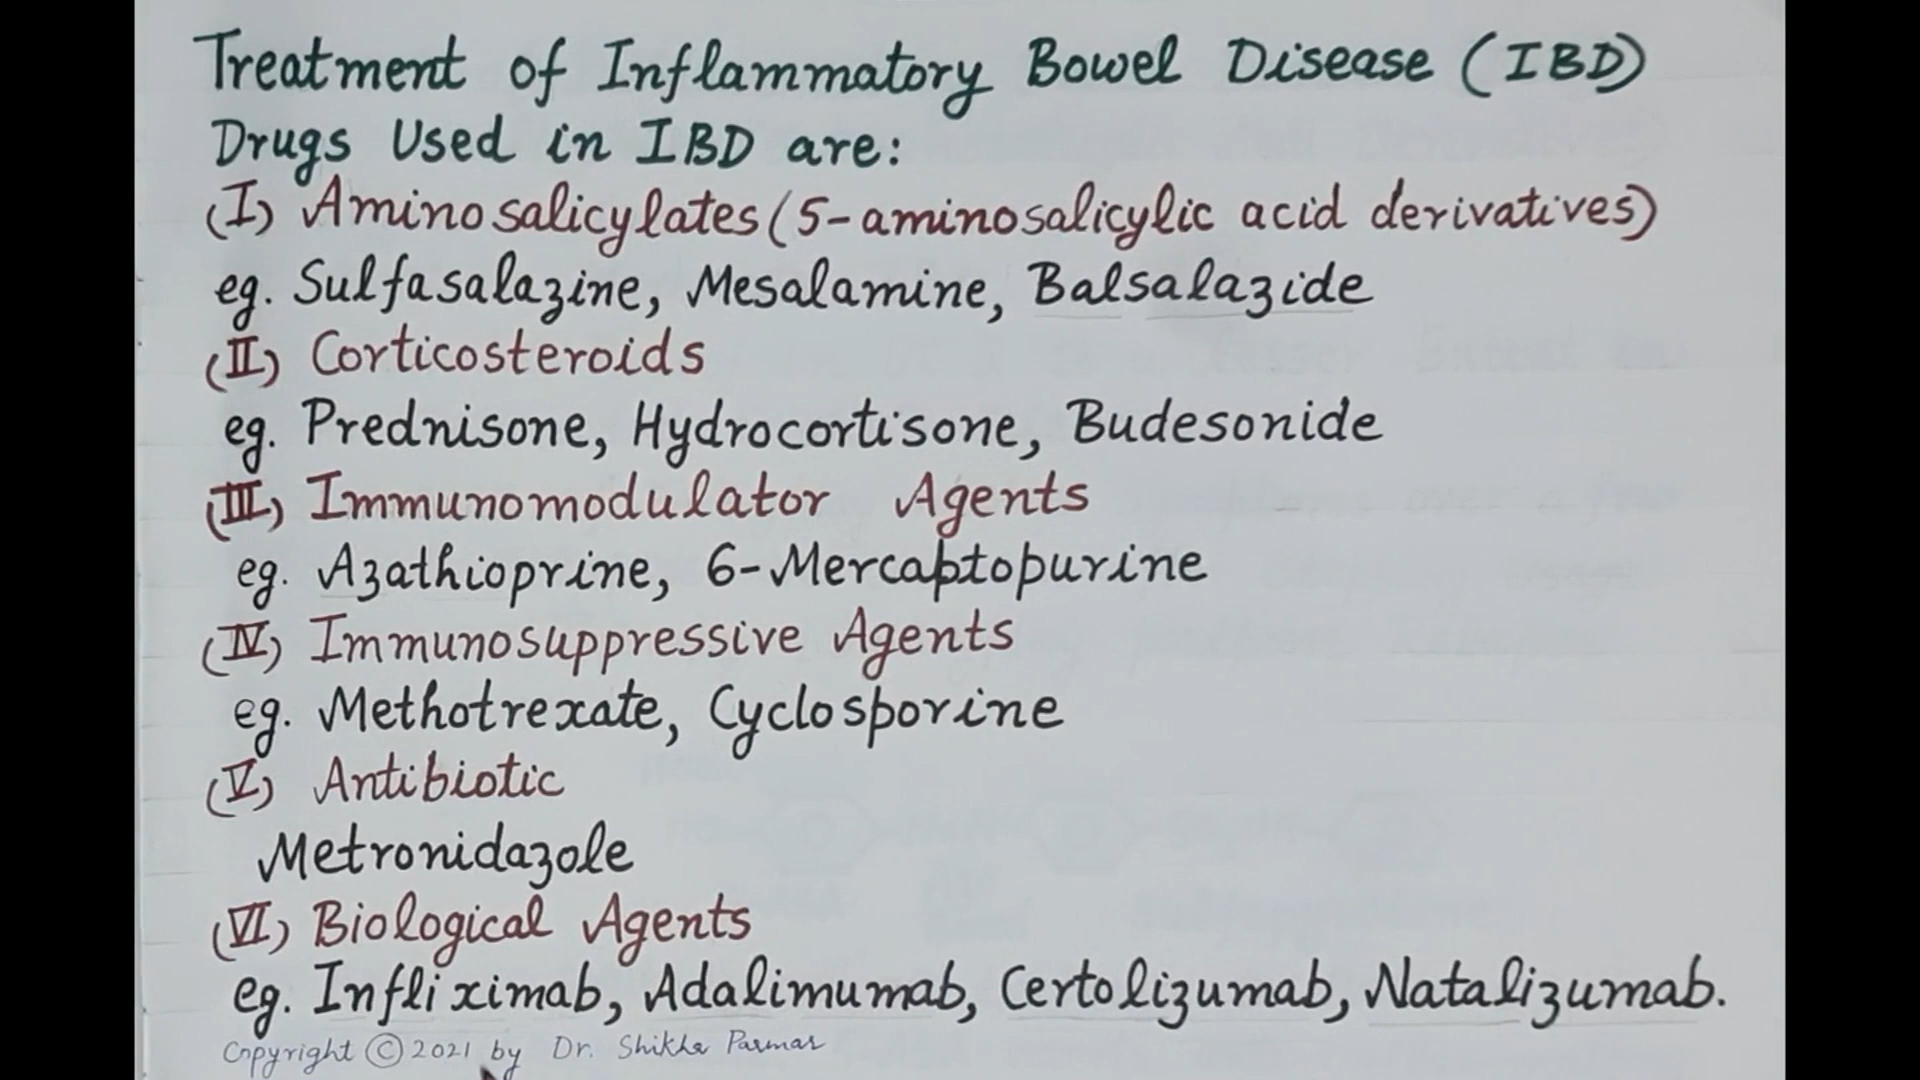 Treatment of Inflammatory Bowel Disease (IBD)
Drugs Used in IBD are:
(I) Aminosalicylates (5-aminosalicylic acid derivatives)
eg. Sulfasalazine, Mesalamine, Balsalazide
(II) Corticosteroids
eg. Prednisone, Hydrocortisone, Budesonide
(III) Immunomodulator Agents
eg. Azathioprine, 6-Mercaptopurine
(IV) Immunosuppressive Agents
eg. Methotrexate, Cyclosporine
(V) Antibiotic
Metronidazole
(VI) Biological Agents
eg. Infliximab, Adalimumab, Certolizumab, Natalizumab.
Copyright © 2021 by Dr. Shikha Parmar